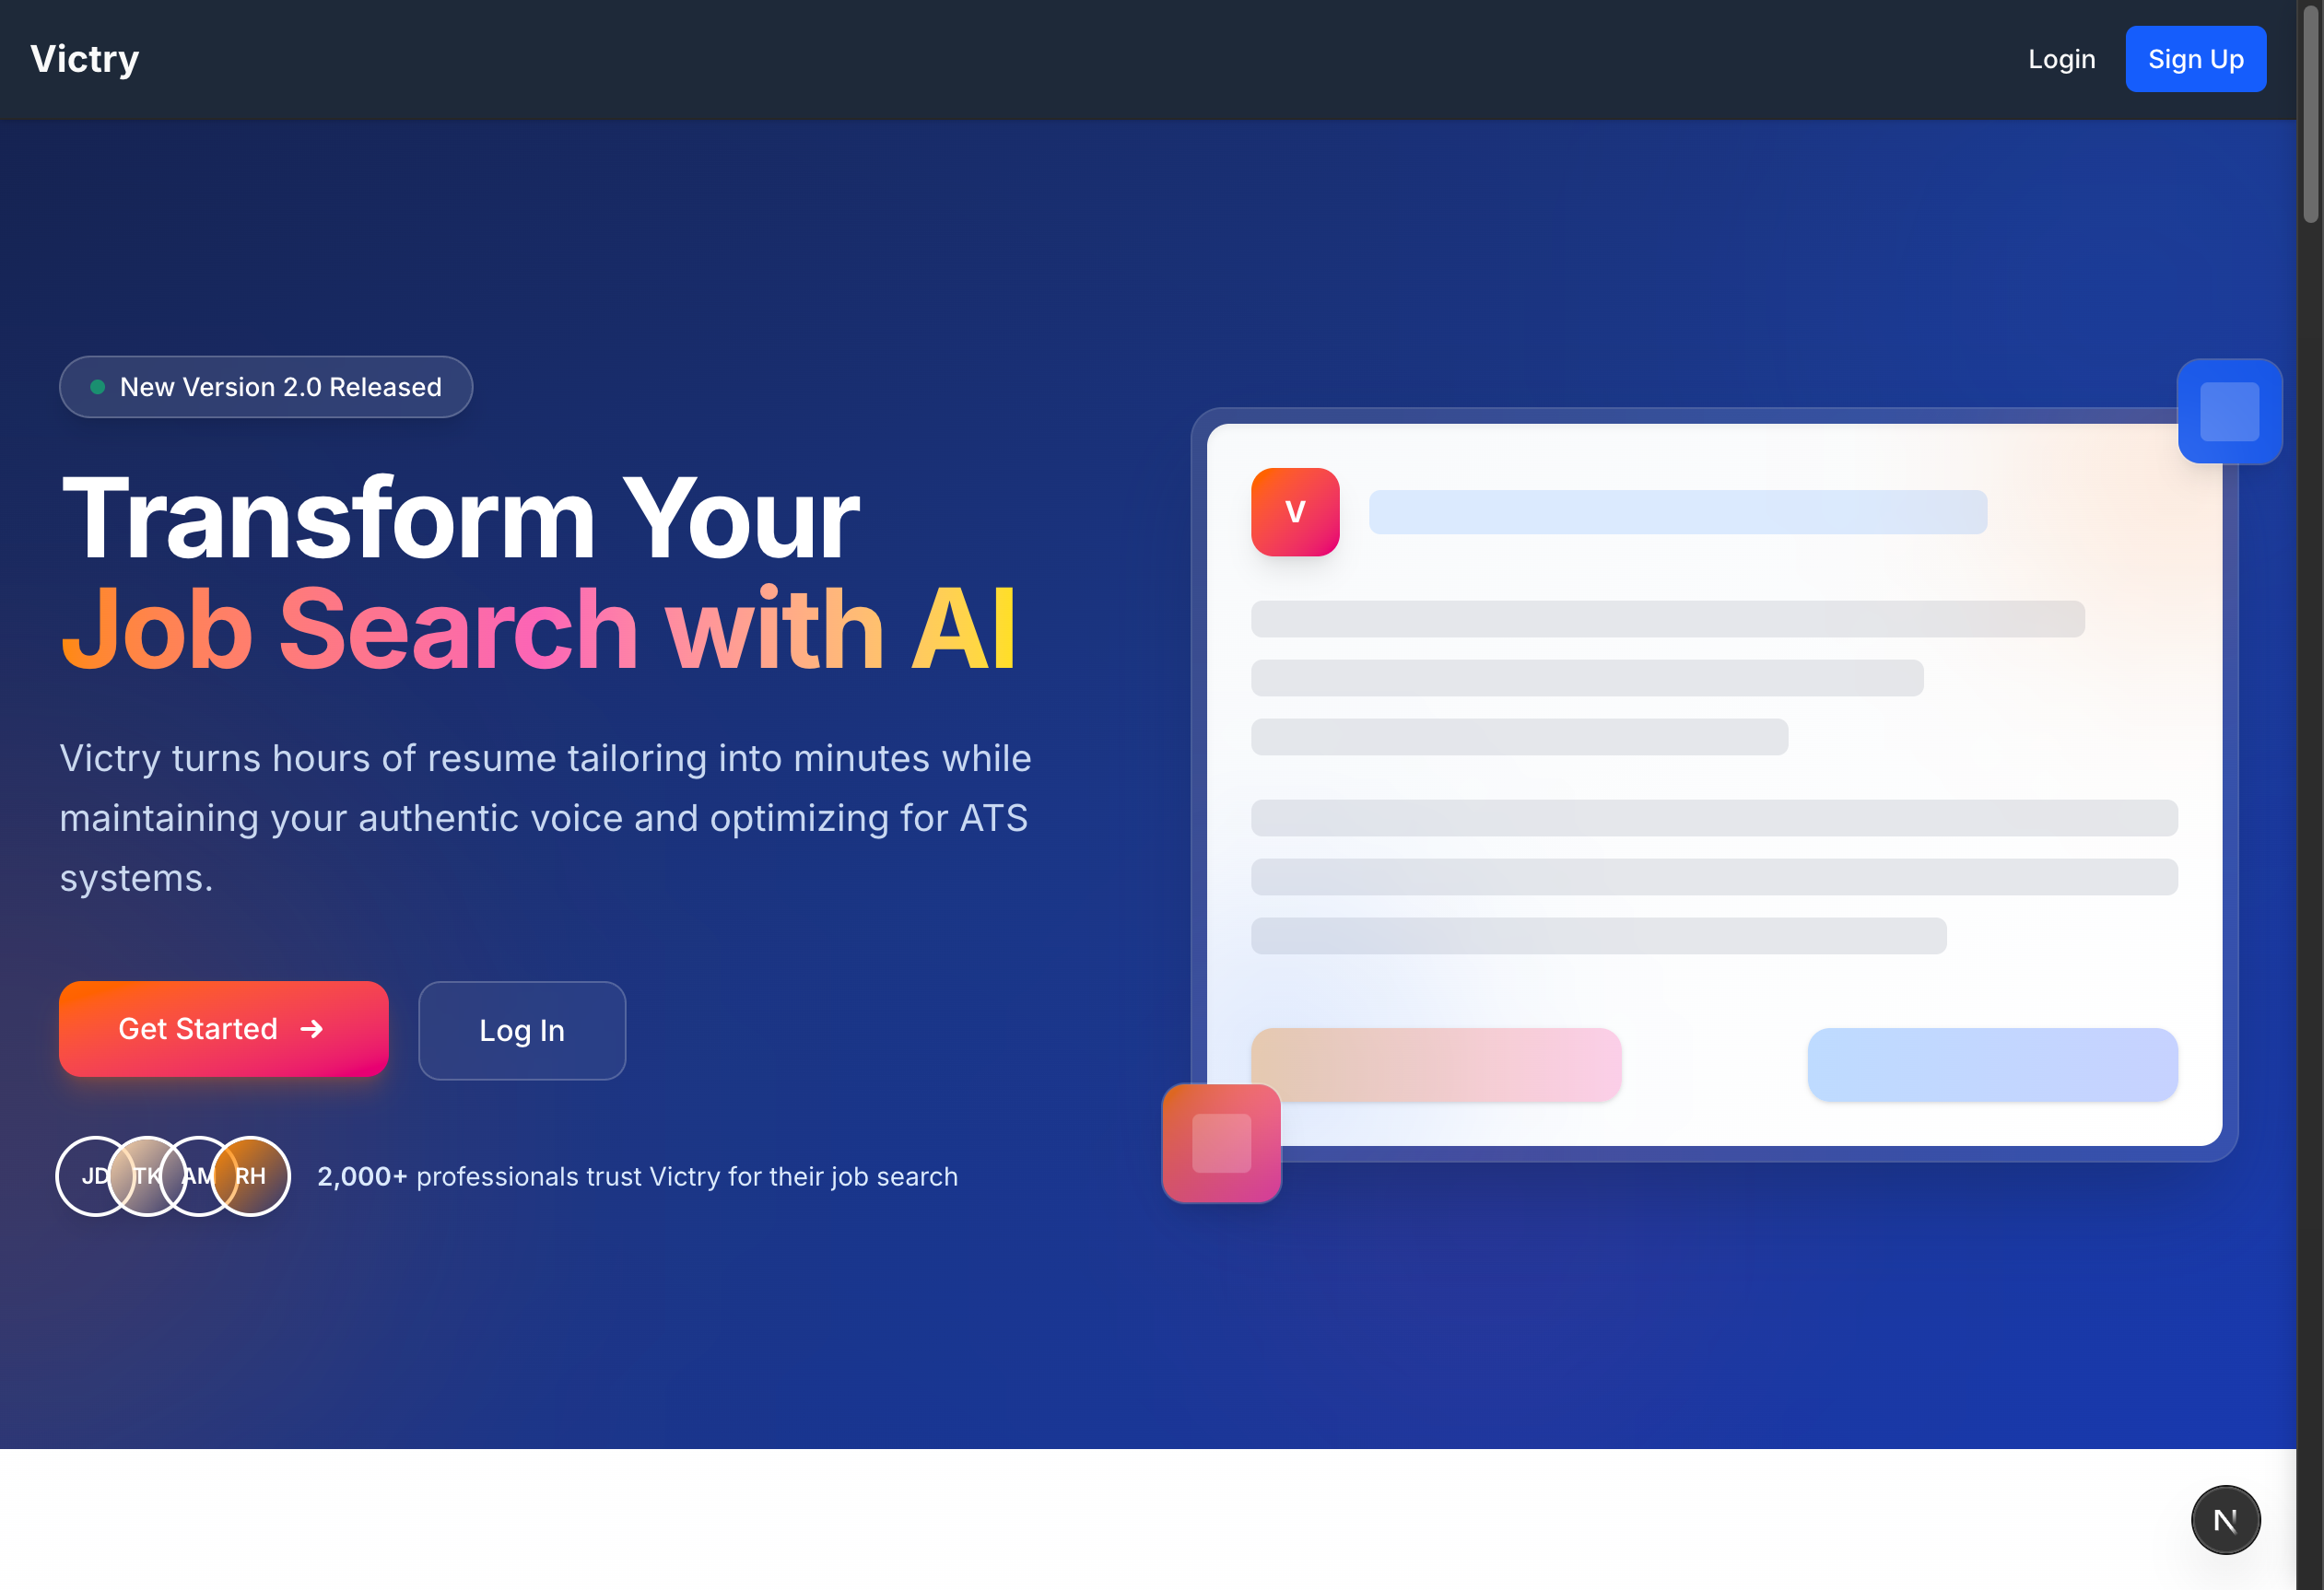 Victry
Login
Sign Up
New Version 2.0 Released
Transform Your
Job Search with AI
Victry turns hours of resume tailoring into minutes while
maintaining your authentic voice and optimizing for ATS
systems.
Get Started
Log In
JD
TK
AM
RH
2,000+ professionals trust Victry for their job search
V
N